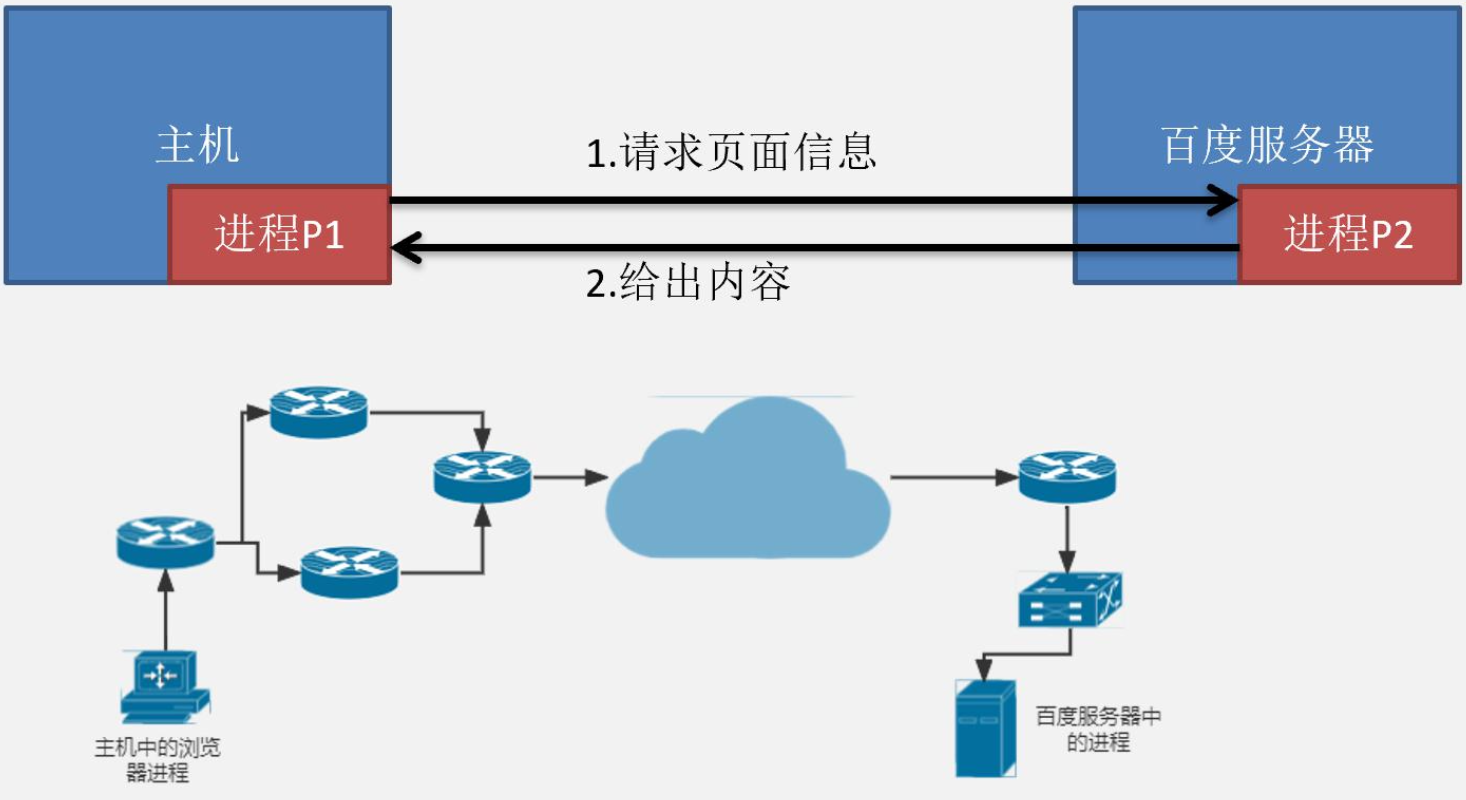 主机
百度服务器
1.请求页面信息
进程P1
进程P2
2.给出内容
主机中的浏览
器进程
百度服务器中
的进程